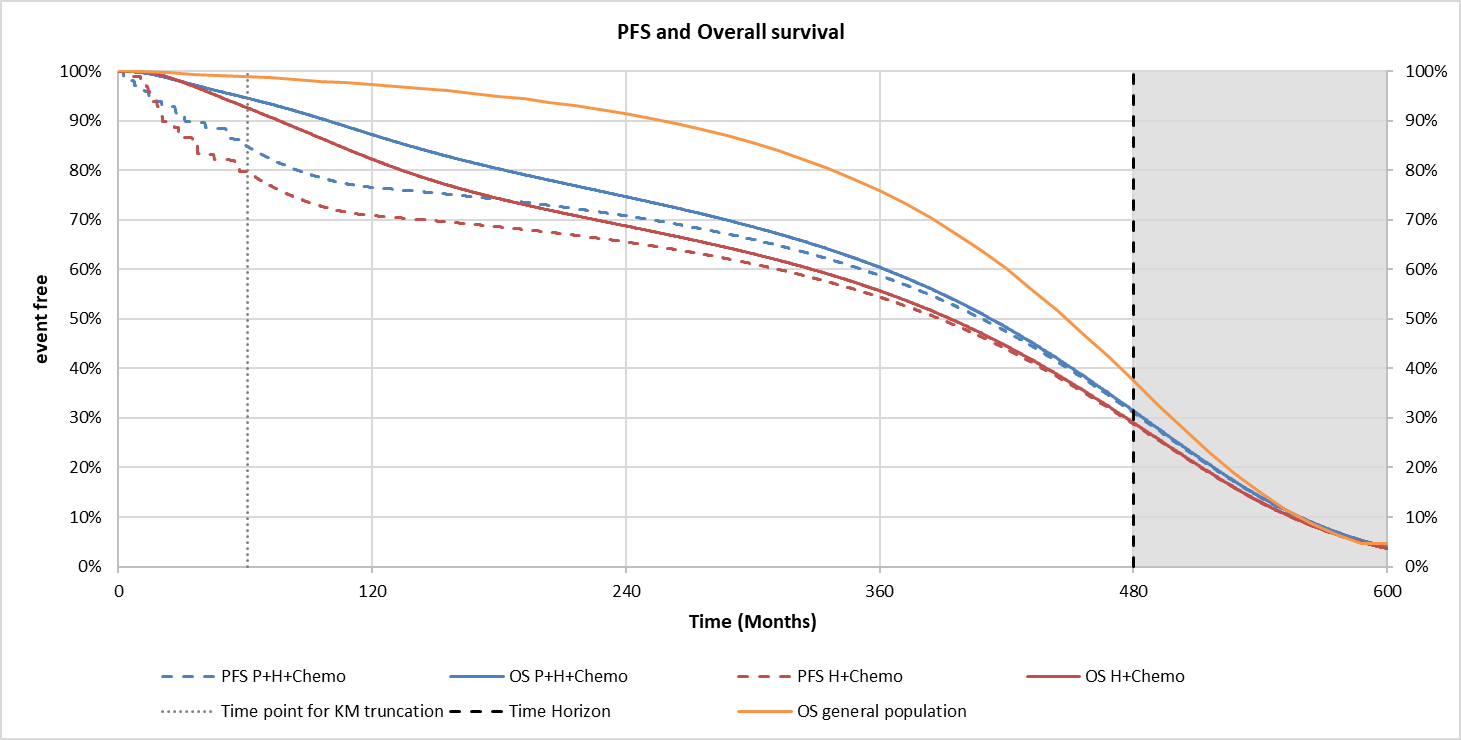 PFS and Overall survival
100% 100%
90% 90%
80% 80%
70% 70%
60% 60%
50% 50%
40% 40%
30% 30%
20% 20%
10% 10%
0% 0%
event free
0 120 240 360 480 600
Time (Months)
PFS P+H+Chemo OS P+H+Chemo PFS H+Chemo OS H+Chemo
Time point for KM truncation Time Horizon OS general population